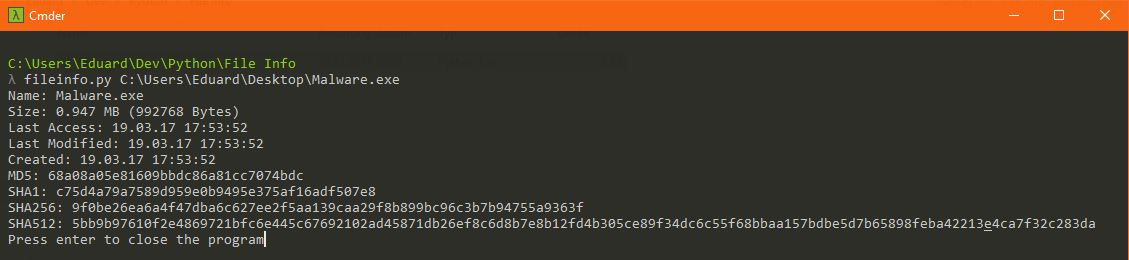 Cmder
C:\Users\Eduard\Dev\Python\File Info
λ fileinfo.py C:\Users\Eduard\Desktop\Malware.exe
Name: Malware.exe
Size: 0.947 MB (992768 Bytes)
Last Access: 19.03.17 17:53:52
Last Modified: 19.03.17 17:53:52
Created: 19.03.17 17:53:52
MD5: 68a08a05e81609bbdc86a81cc7074bdc
SHA1: c75d4a79a7589d959e0b9495e375af16adf507e8
SHA256: 9f0be26ea6a4f47dba6c627ee2f5aa139caa29f8b899bc96c3b7b94755a9363f
SHA512: 5bb9b97610f2e4869721bfc6e445c67692102ad45871db26ef8c6d8b7e8b12fd4b305ce89f34dc6c55f68bbaa157bdbe5d7b65898feba42213e4ca7f32c283da
Press enter to close the program